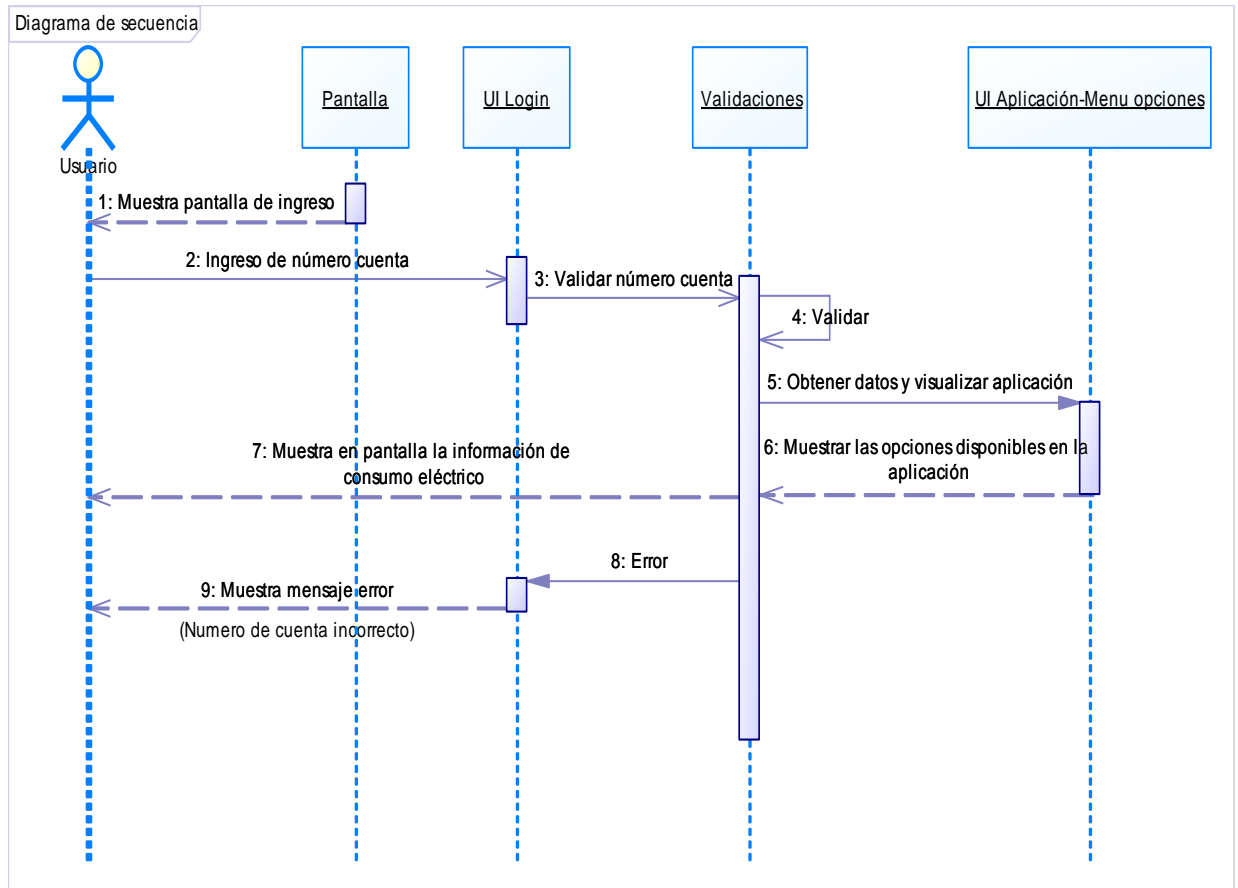 Diagrama de secuencia
Usuario
Pantalla
UI Login
Validaciones
UI Aplicación-Menu opciones
1: Muestra pantalla de ingreso
2: Ingreso de número cuenta
3: Validar número cuenta
4: Validar
5: Obtener datos y visualizar aplicación
6: Muestrar las opciones disponibles en la
aplicación
7: Muestra en pantalla la información de
consumo eléctrico
8: Error
9: Muestra mensaje error
(Numero de cuenta incorrecto)